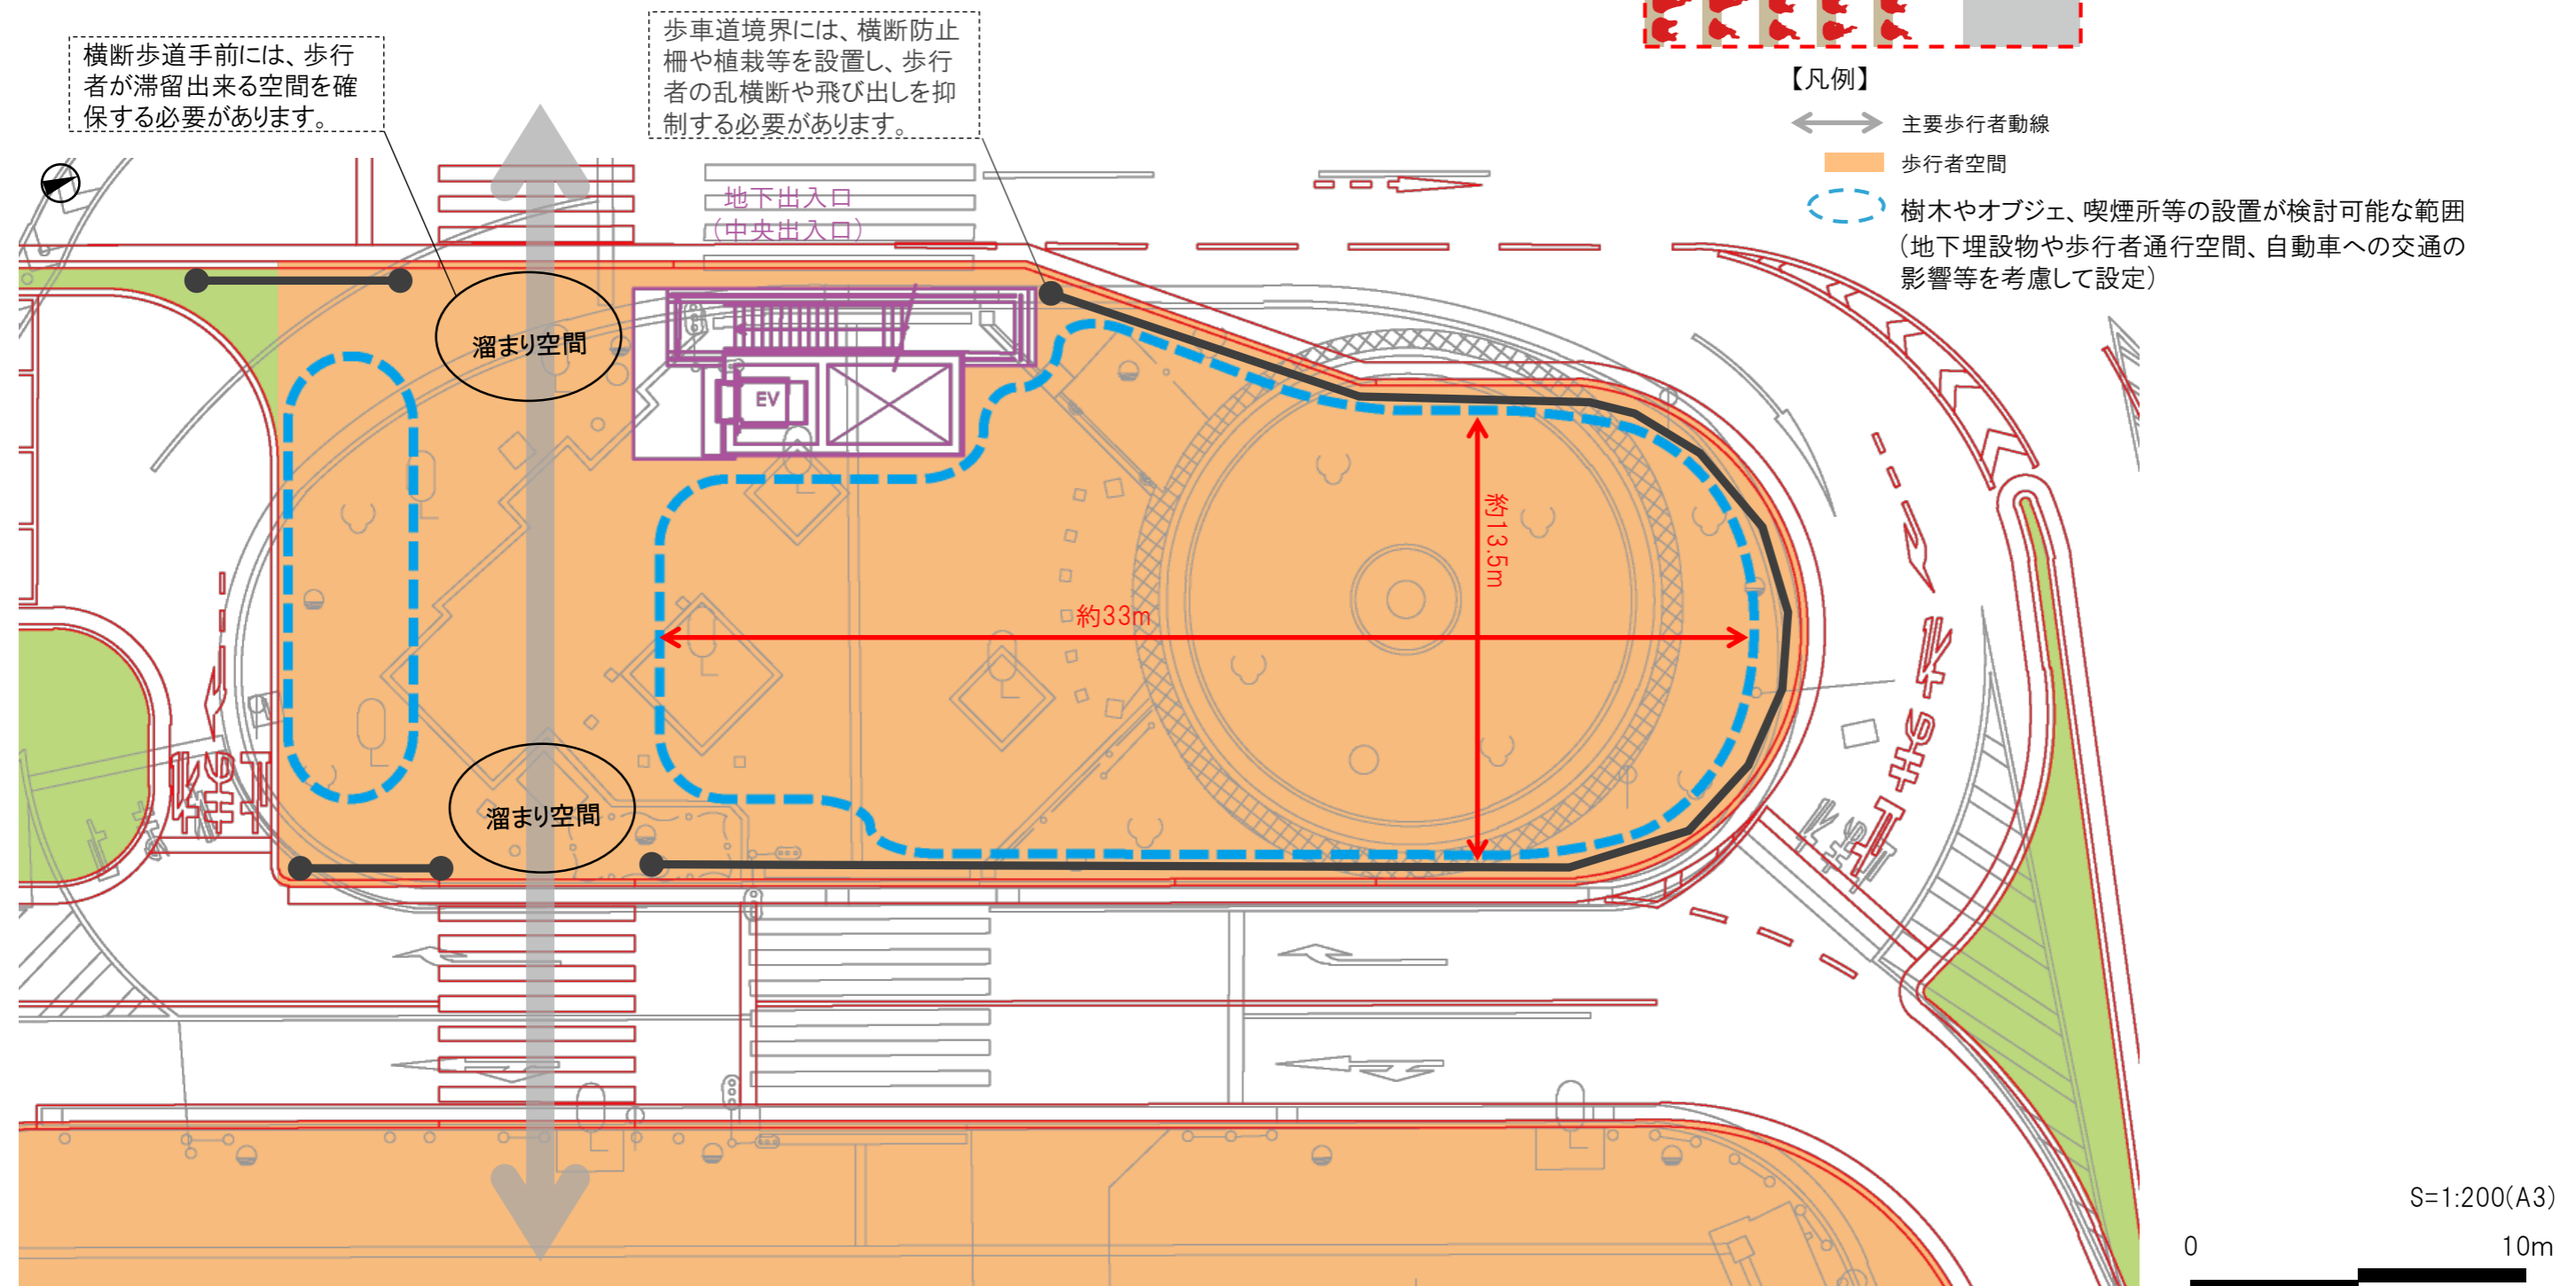 横断歩道手前には、歩行
者が滞留出来る空間を確
保する必要があります。
歩車道境界には、横断防止
柵や植栽等を設置し、歩行
者の乱横断や飛び出しを抑
制する必要があります。
【凡例】
主要歩行者動線
歩行者空間
樹木やオブジェ、喫煙所等の設置が検討可能な範囲
(地下埋設物や歩行者通行空間、自動車への交通の
影響等を考慮して設定)
地下出入口
(中央出入口)
溜まり空間
EV
約13.5m
約33m
溜まり空間
S=1:200(A3)
0 10m